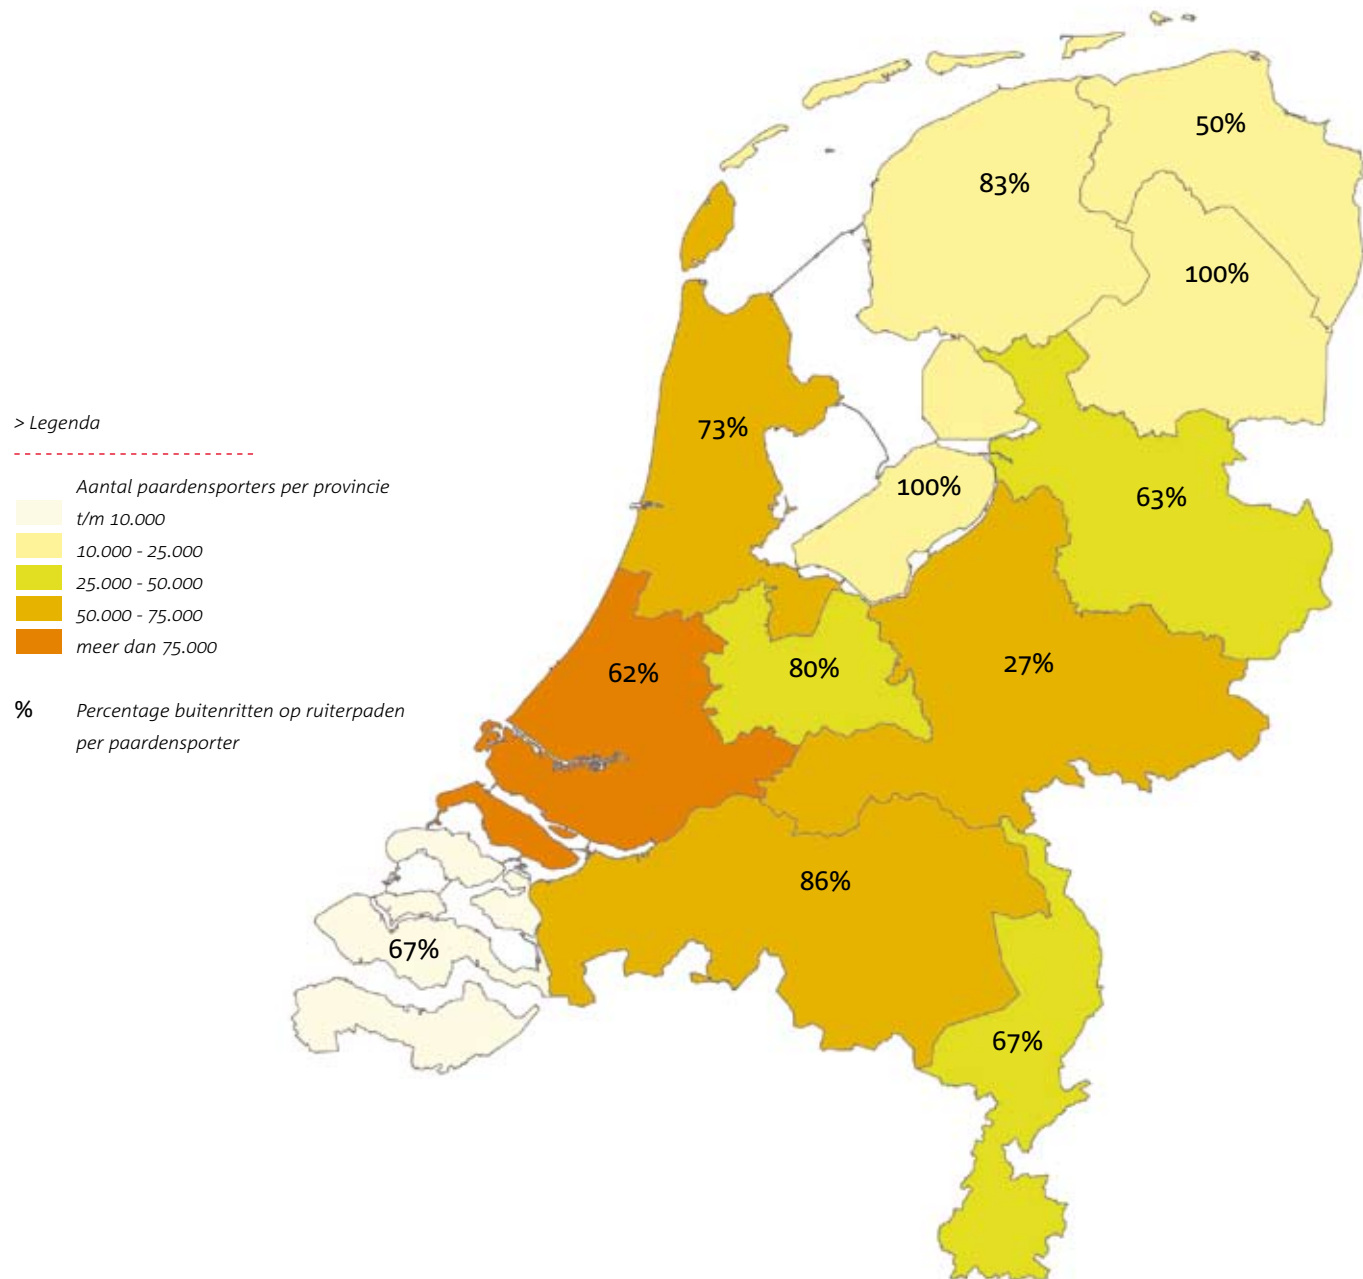 50%
83%
100%
> Legenda
73%
Aantal paardensporters per provincie
100%
63%
t/m 10.000
10.000 - 25.000
25.000 - 50.000
50.000 - 75.000
meer dan 75.000
62%
80%
27%
% Percentage buitenritten op ruiterpaden
per paardensporter
86%
67%
67%